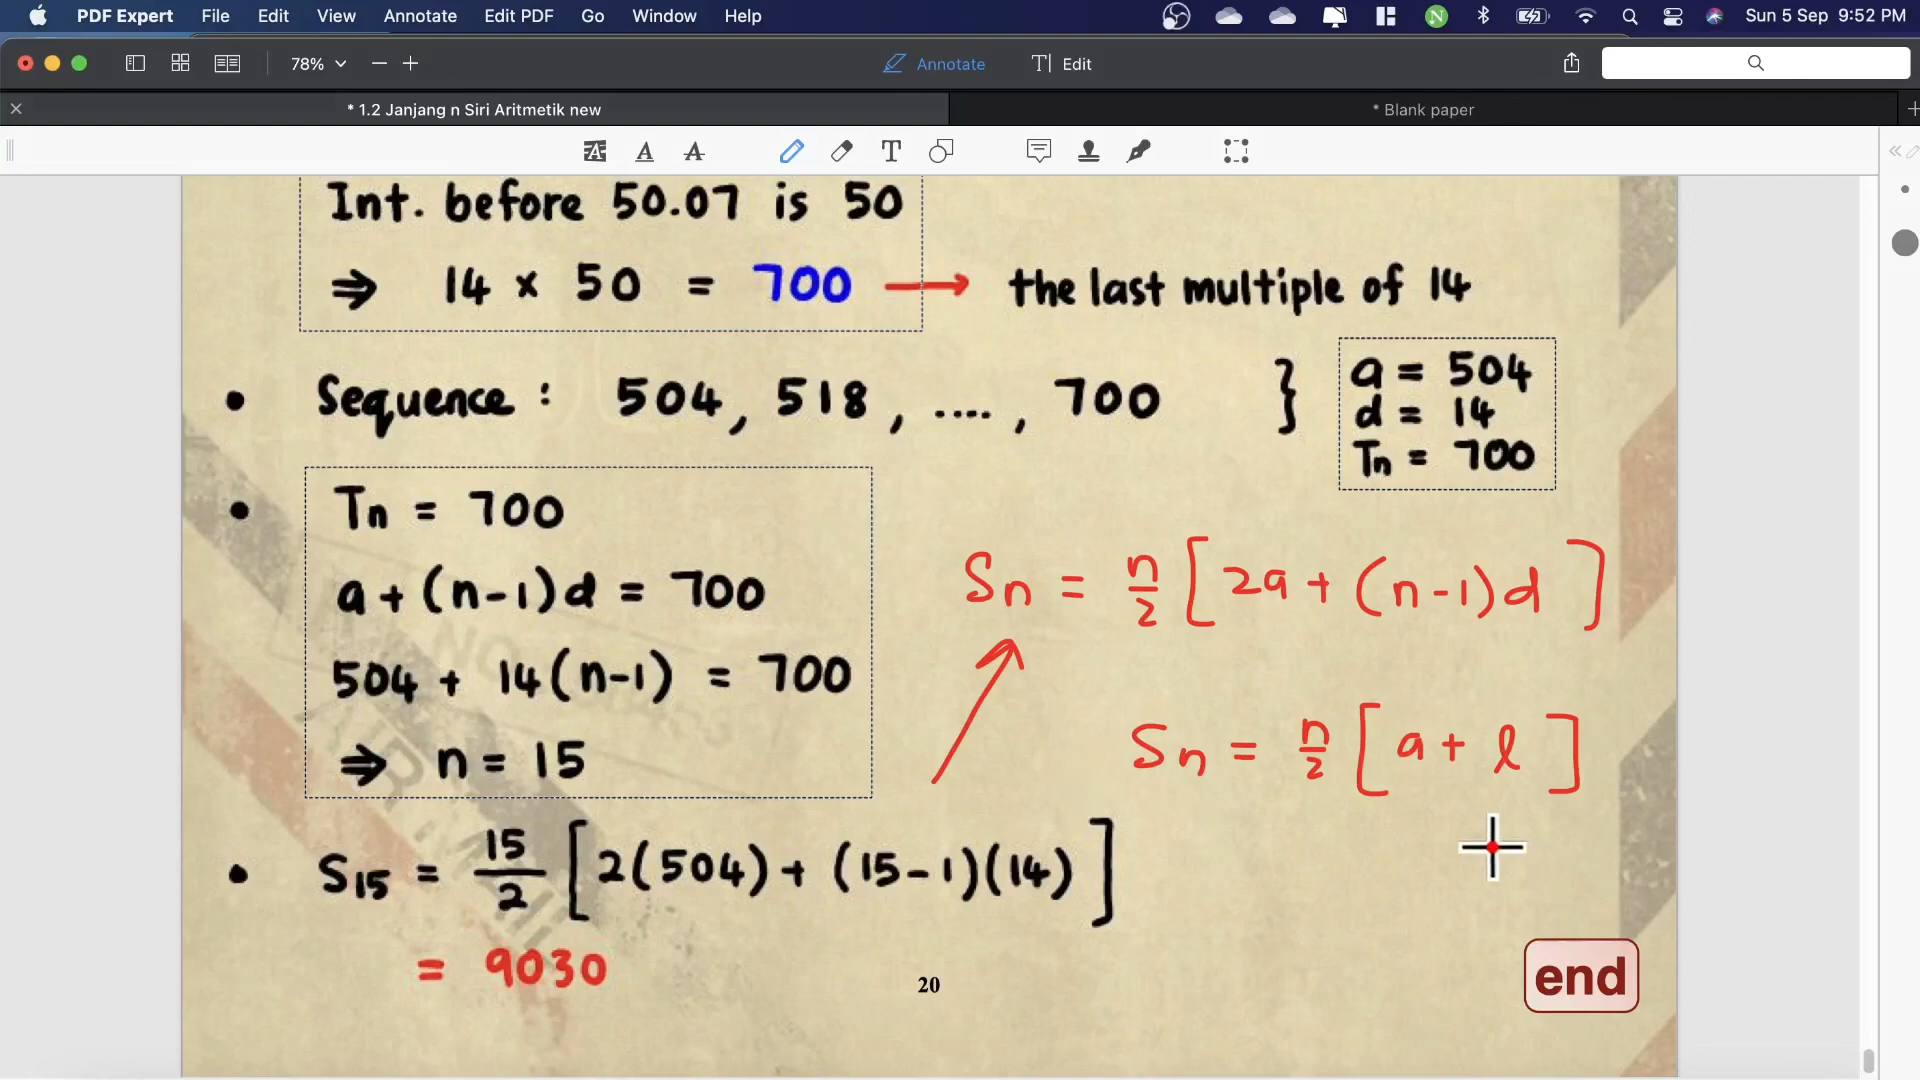 PDF Expert File Edit View Annotate Edit PDF Go Window Help Sun 5 Sep 9:52 PM
78% Annotate Edit
* 1.2 Janjang n Siri Aritmetik new * Blank paper
Int. before 50.07 is 50
⇒ 14 × 50 = 700 → the last multiple of 14
• Sequence : 504, 518, ...., 700 }
a = 504
d = 14
Tn = 700
• Tn = 700
a + (n-1)d = 700
504 + 14(n-1) = 700
⇒ n = 15
Sn = n/2 [2a + (n-1)d]
Sn = n/2 [a + l]
• S15 = 15/2 [2(504) + (15-1)(14)]
= 9030
20
end